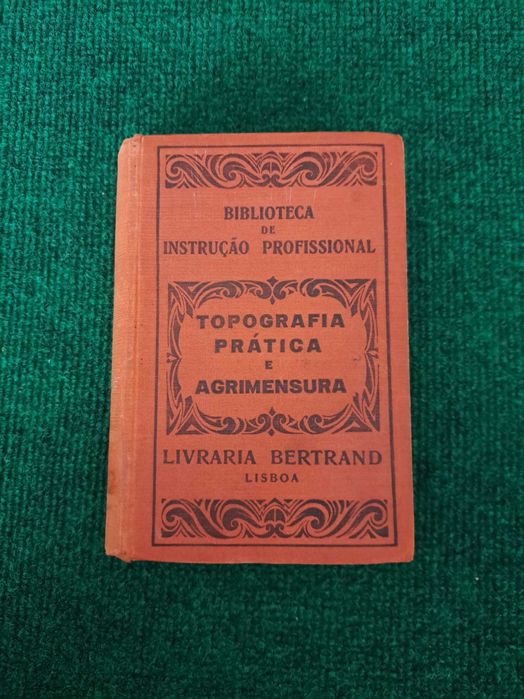 BIBLIOTECA
DE
INSTRUÇÃO PROFISSIONAL
TOPOGRAFIA
PRÁTICA
E
AGRIMENSURA
LIVRARIA BERTRAND
LISBOA